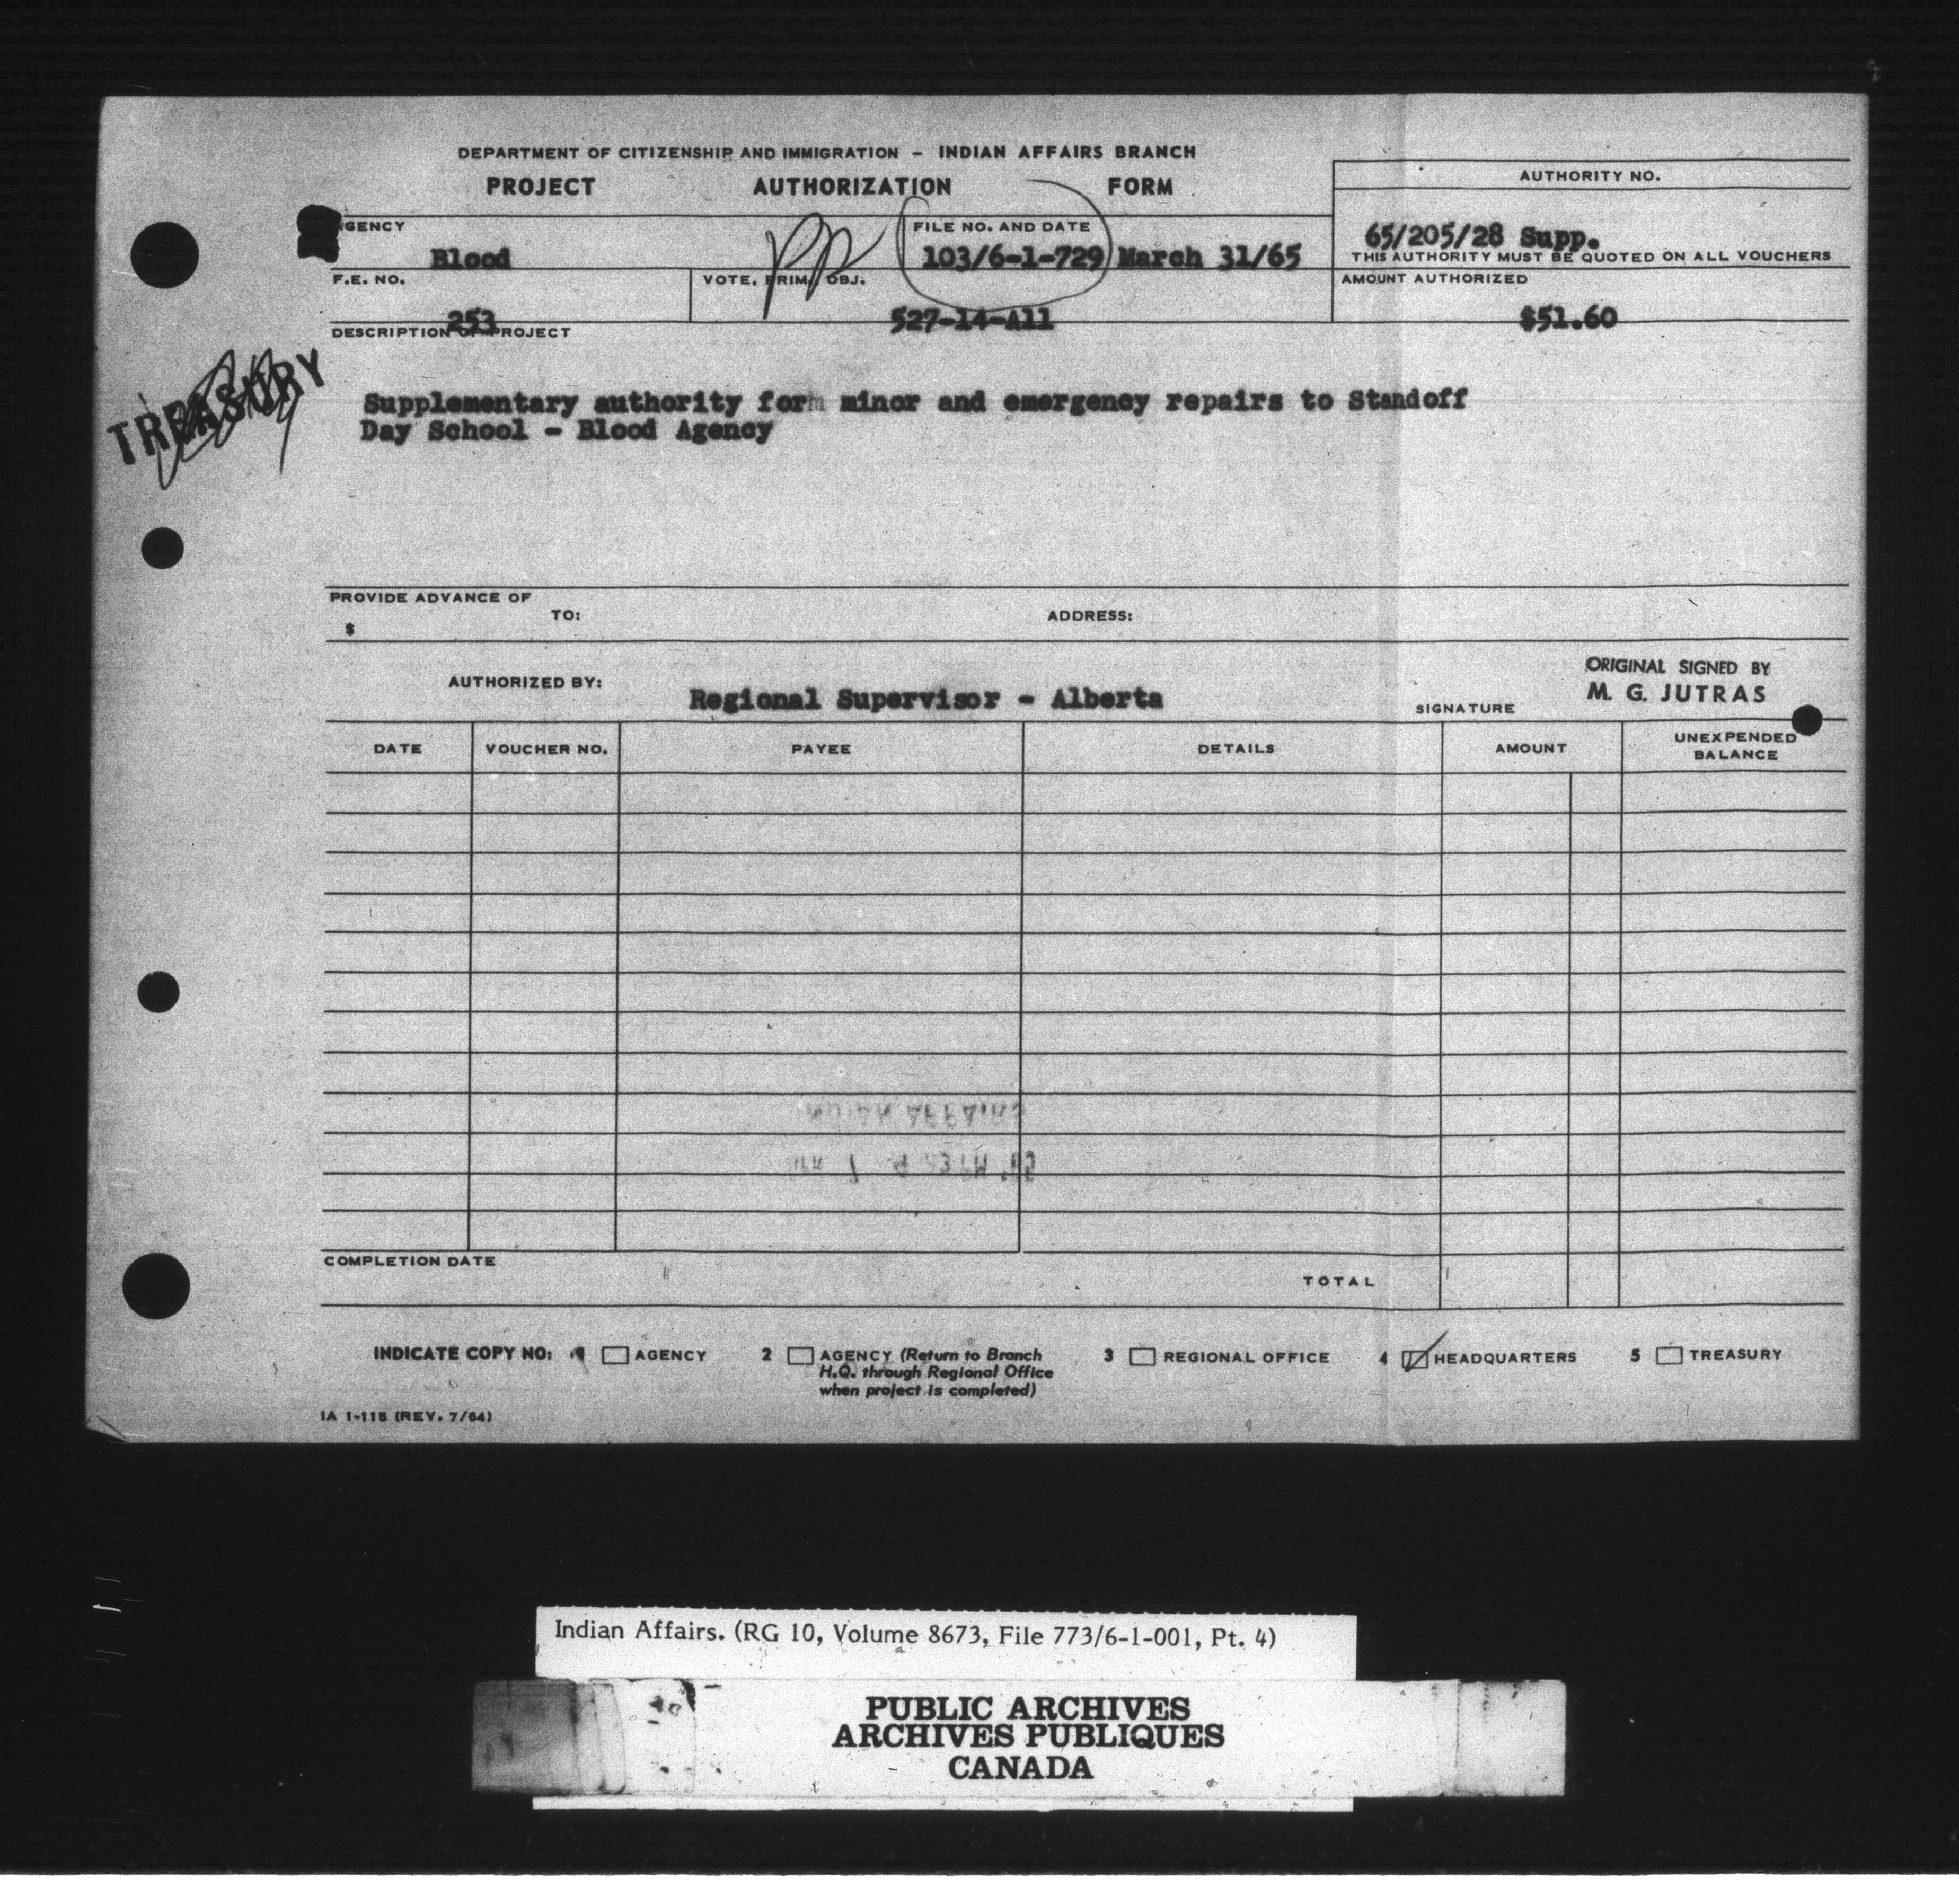 DEPARTMENT OF CITIZENSHIP AND IMMIGRATION - INDIAN AFFAIRS BRANCH
PROJECT AUTHORIZATION FORM
AUTHORITY NO.
65/205/28 Supp.
THIS AUTHORITY MUST BE QUOTED ON ALL VOUCHERS
AGENCY
Blood
FILE NO. AND DATE
103/6-1-729 March 31/65
F.E. NO.
253
VOTE, PRIM, OBJ.
527-14-All
AMOUNT AUTHORIZED
$51.60
DESCRIPTION OF PROJECT
TREASURY
Supplementary authority for minor and emergency repairs to Standoff
Day School - Blood Agency
PROVIDE ADVANCE OF
$
TO:
ADDRESS:
AUTHORIZED BY:
Regional Supervisor - Alberta
SIGNATURE
ORIGINAL SIGNED BY
M. G. JUTRAS
DATE VOUCHER NO. PAYEE DETAILS AMOUNT UNEXPENDED BALANCE
COMPLETION DATE
TOTAL
INDICATE COPY NO: AGENCY 2 AGENCY (Return to Branch
H.Q. through Regional Office
when project is completed)
3 REGIONAL OFFICE 4 HEADQUARTERS 5 TREASURY
IA 1-115 (REV. 7/64)
Indian Affairs. (RG 10, Volume 8673, File 773/6-1-001, Pt. 4)
PUBLIC ARCHIVES
ARCHIVES PUBLIQUES
CANADA